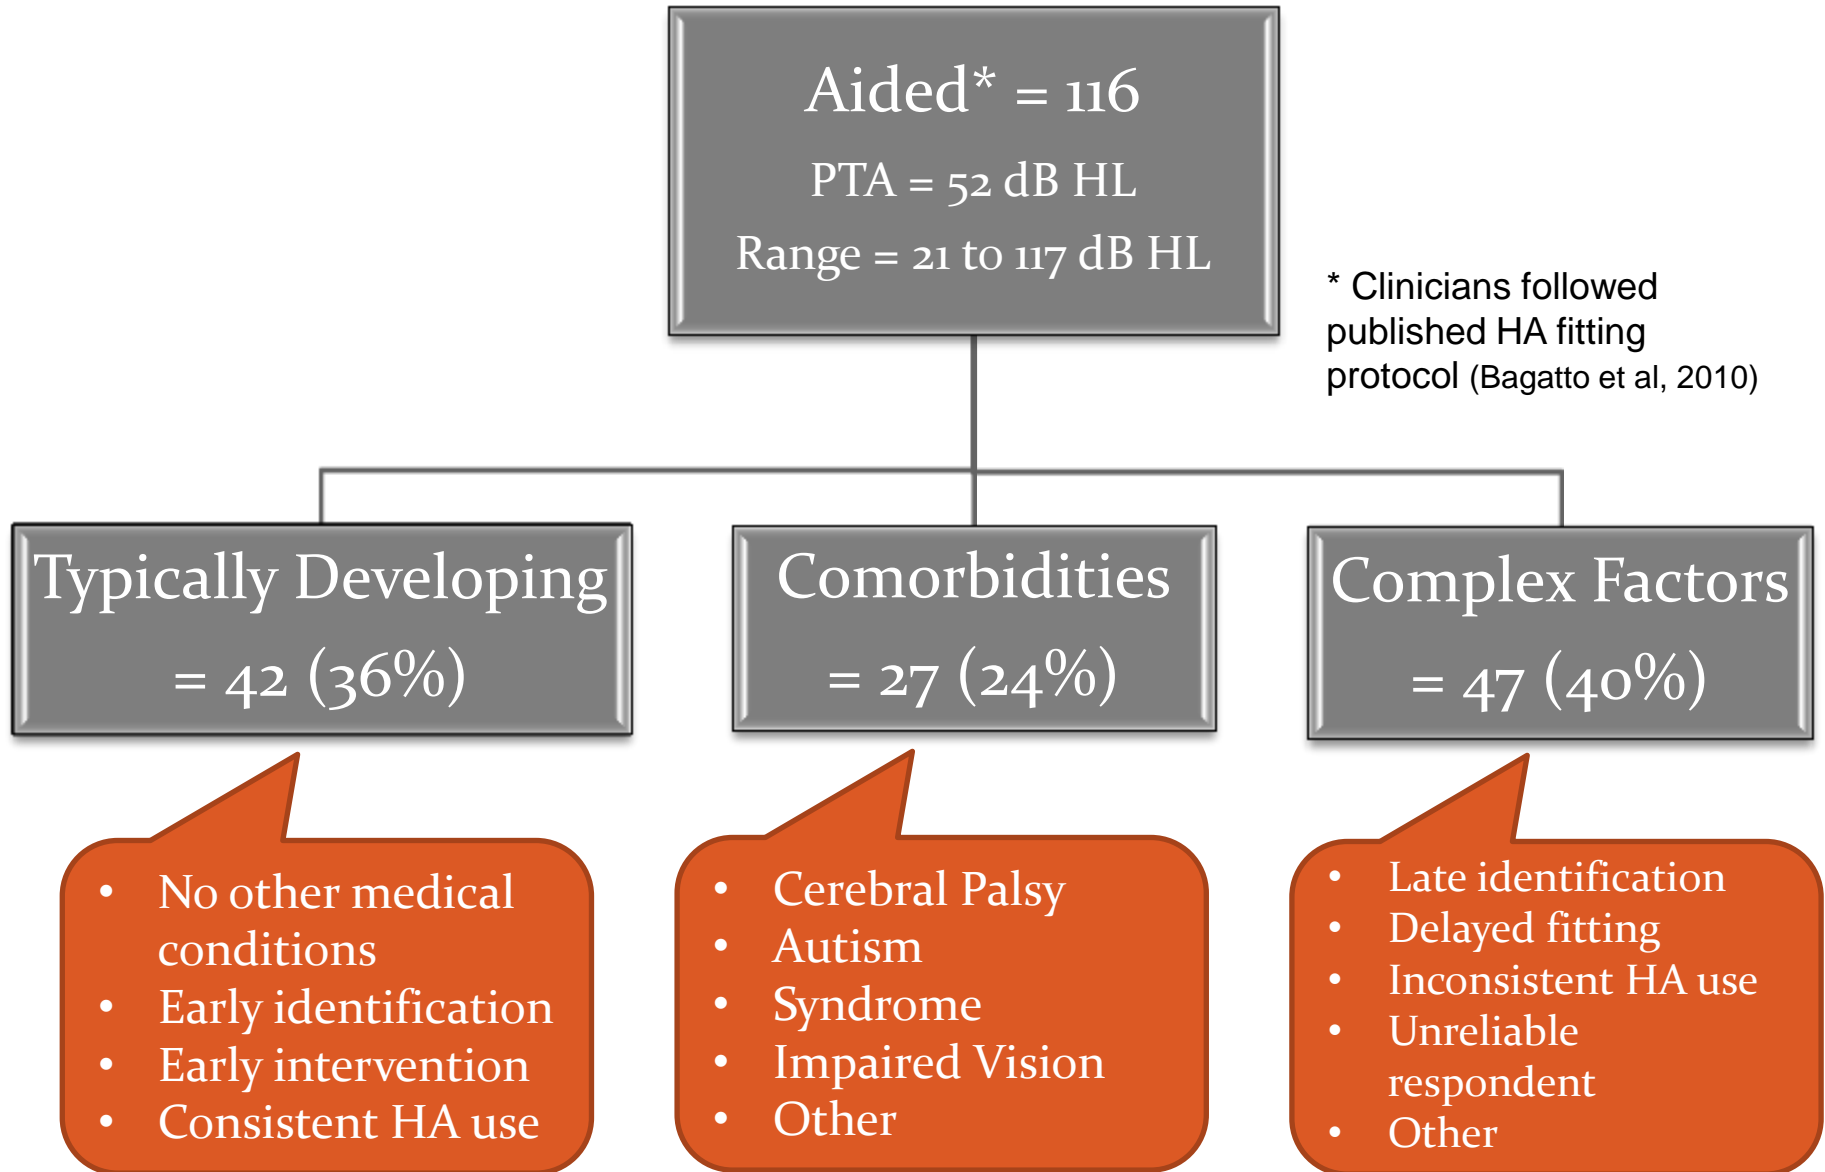 Aided* = 116
PTA = 52 dB HL
Range = 21 to 117 dB HL
* Clinicians followed
published HA fitting
protocol (Bagatto et al, 2010)
Typically Developing
= 42 (36%)
Comorbidities
= 27 (24%)
Complex Factors
= 47 (40%)
• No other medical
conditions
• Early identification
• Early intervention
• Consistent HA use
• Cerebral Palsy
• Autism
• Syndrome
• Impaired Vision
• Other
• Late identification
• Delayed fitting
• Inconsistent HA use
• Unreliable
respondent
• Other